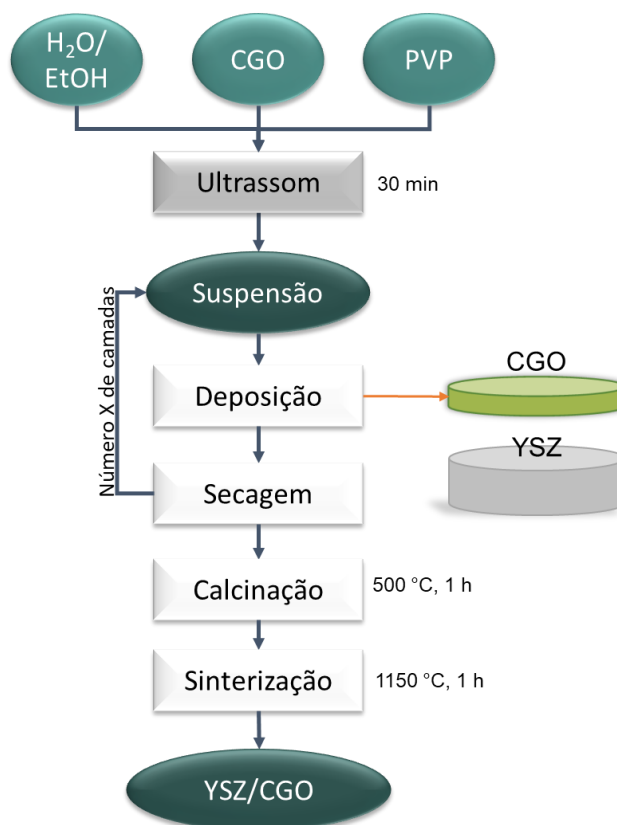 H₂O/
EtOH
CGO
PVP
Ultrassom
30 min
Suspensão
Número X de camadas
Deposição
CGO
YSZ
Secagem
Calcinação
500 °C, 1 h
Sinterização
1150 °C, 1 h
YSZ/CGO